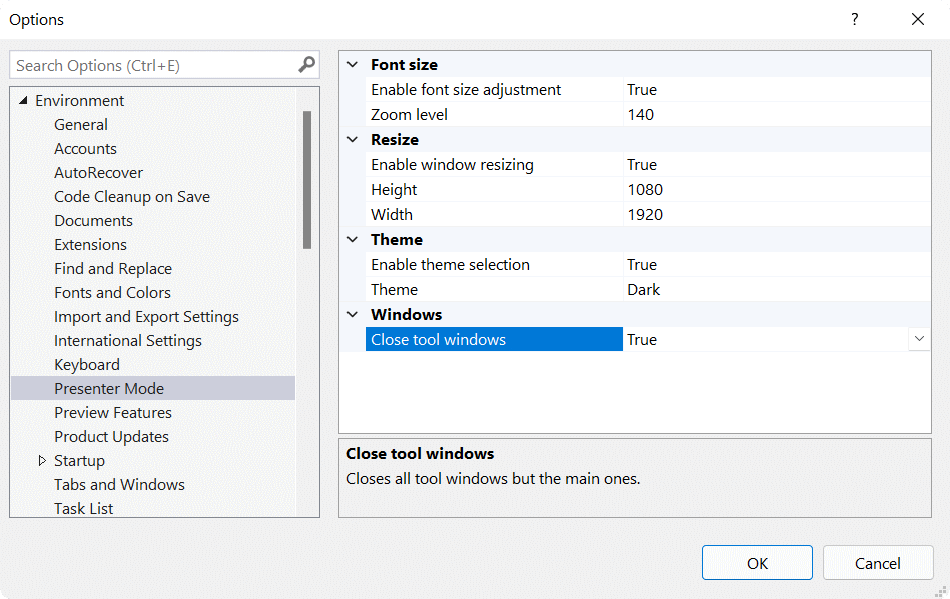 Options
?
Search Options (Ctrl+E)
Environment
General
Accounts
AutoRecover
Code Cleanup on Save
Documents
Extensions
Find and Replace
Fonts and Colors
Import and Export Settings
International Settings
Keyboard
Presenter Mode
Preview Features
Product Updates
Startup
Tabs and Windows
Task List
Font size
Enable font size adjustment True
Zoom level 140
Resize
Enable window resizing True
Height 1080
Width 1920
Theme
Enable theme selection True
Theme Dark
Windows
Close tool windows True
Close tool windows
Closes all tool windows but the main ones.
OK Cancel